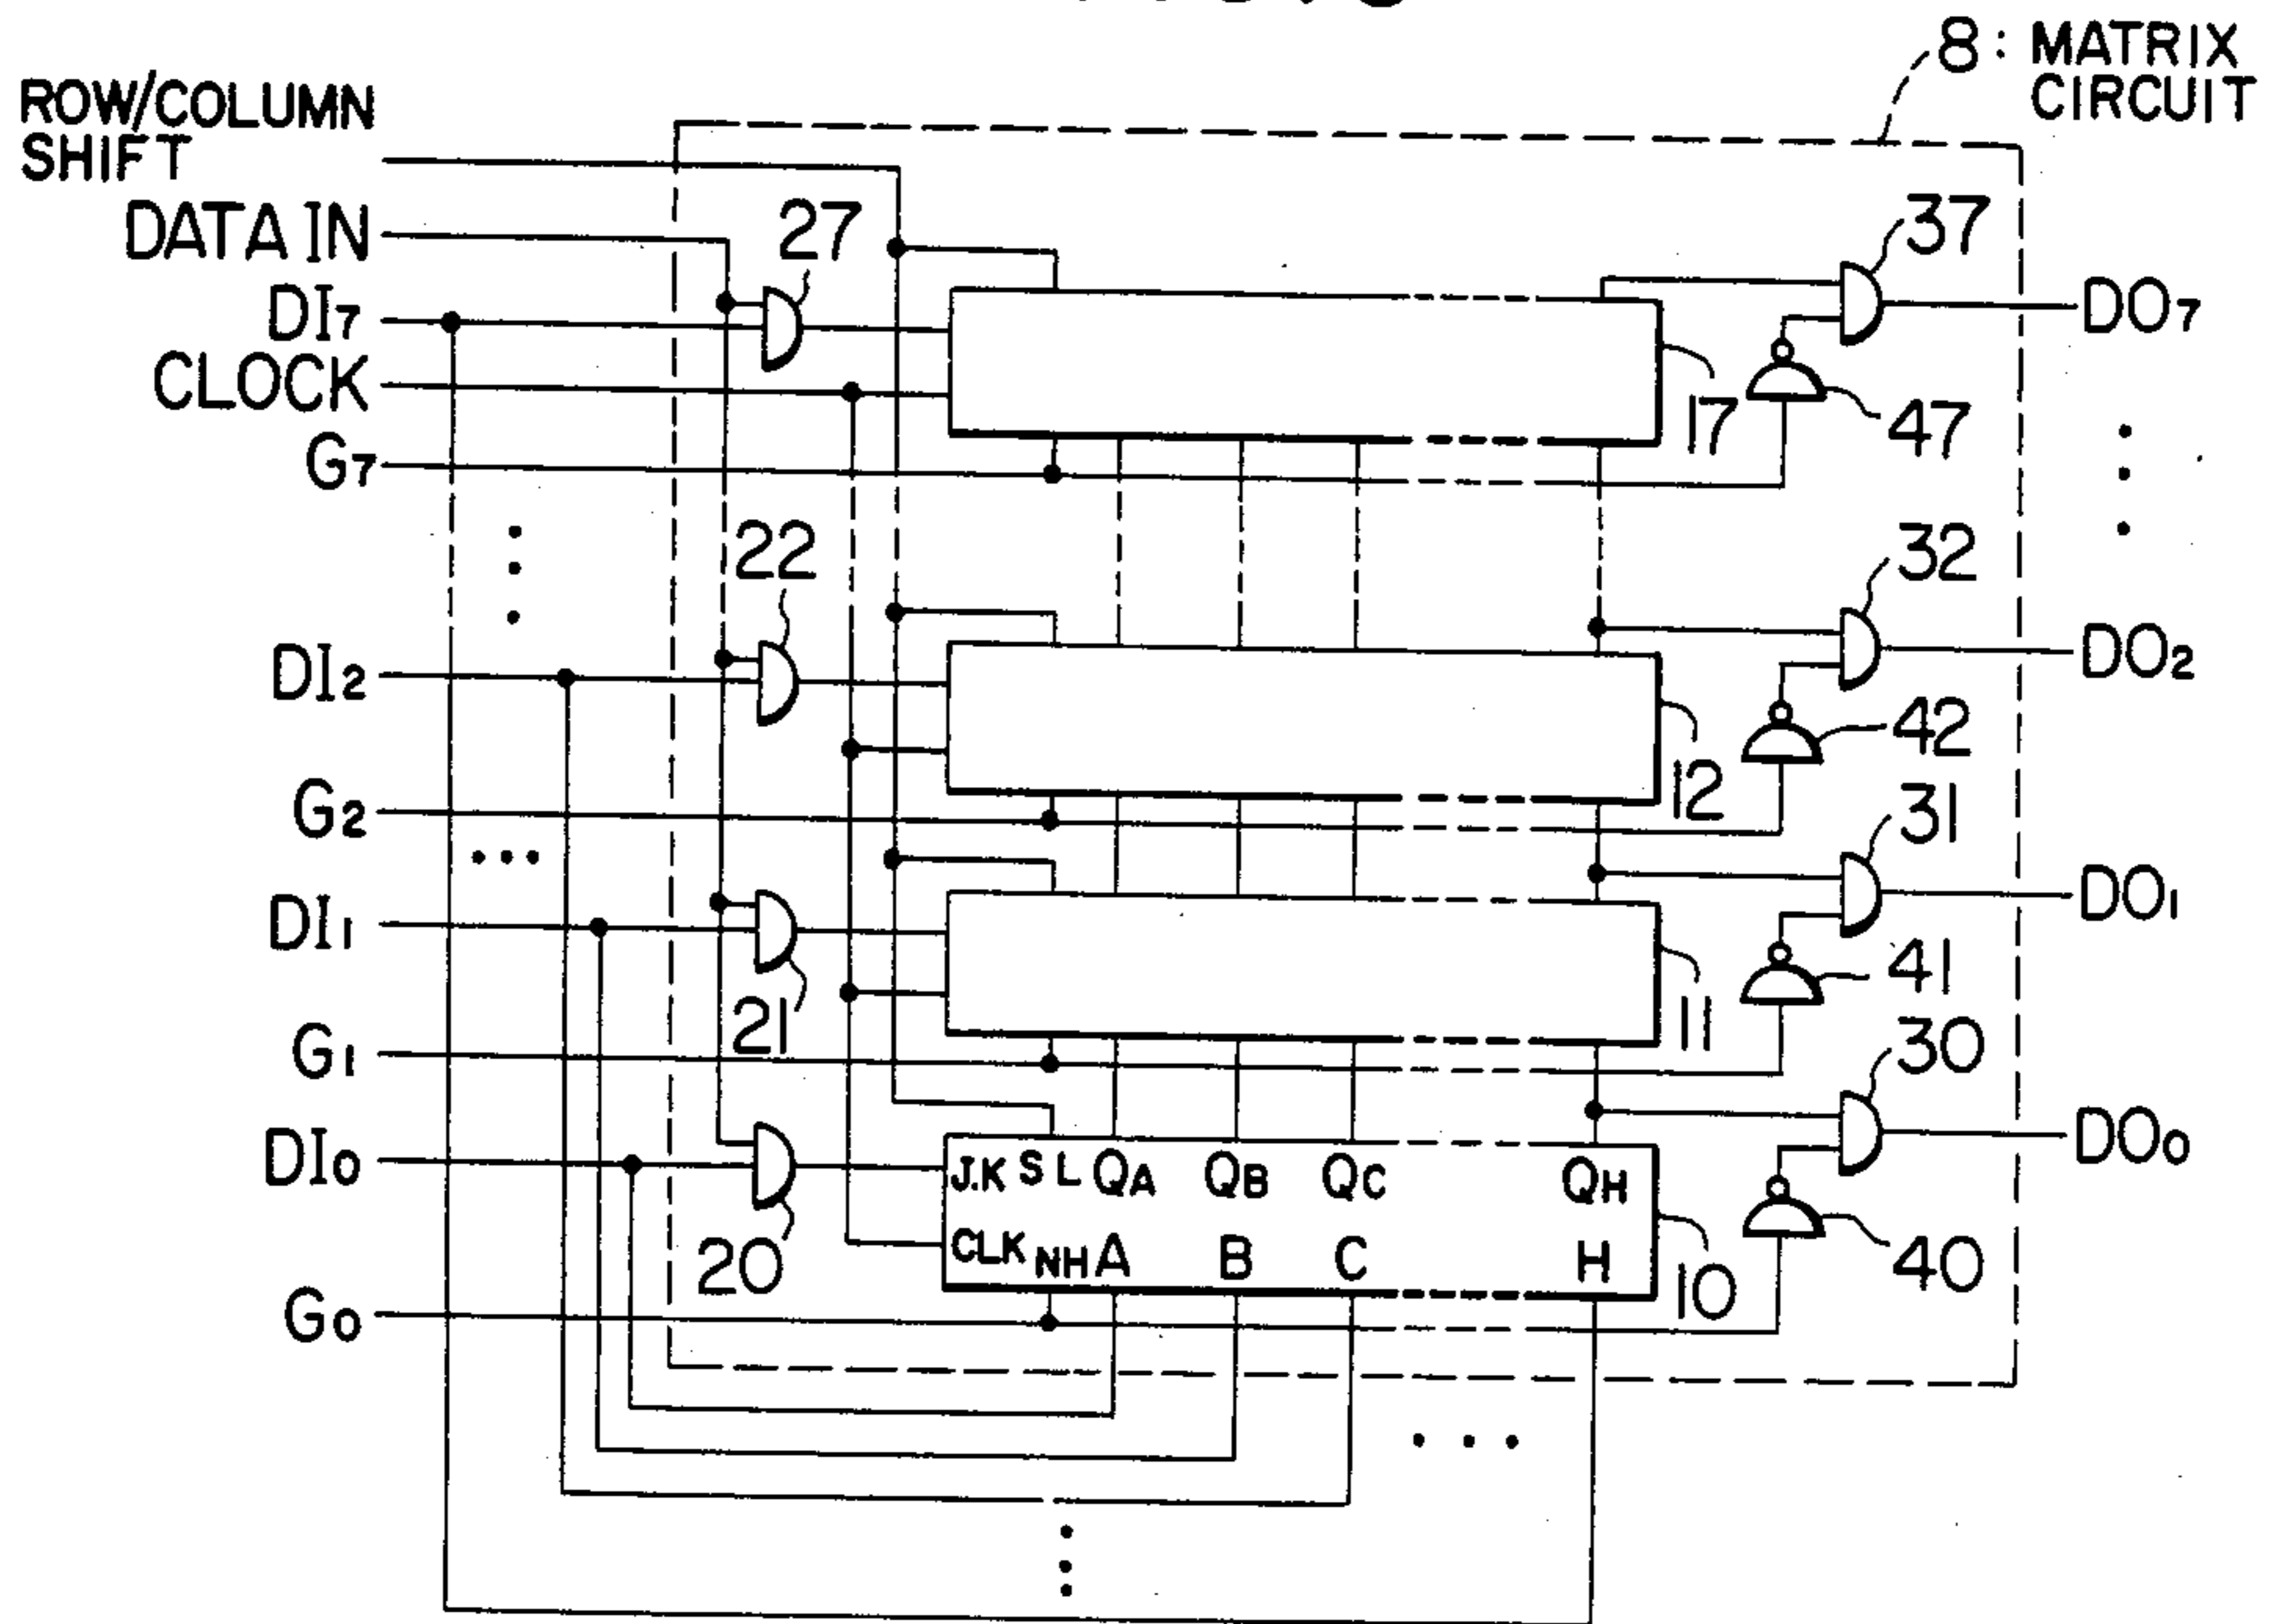 8: MATRIX
CIRCUIT
ROW/COLUMN
SHIFT
DATA IN
27
37
DI7
DO7
CLOCK
17
47
G7
22
32
DI2
DO2
42
12
G2
31
DI1
DO1
41
21
11
G1
30
DI0
DO0
J.K SL QA QB QC QH
CLK NH A B C H
20
10
40
G0